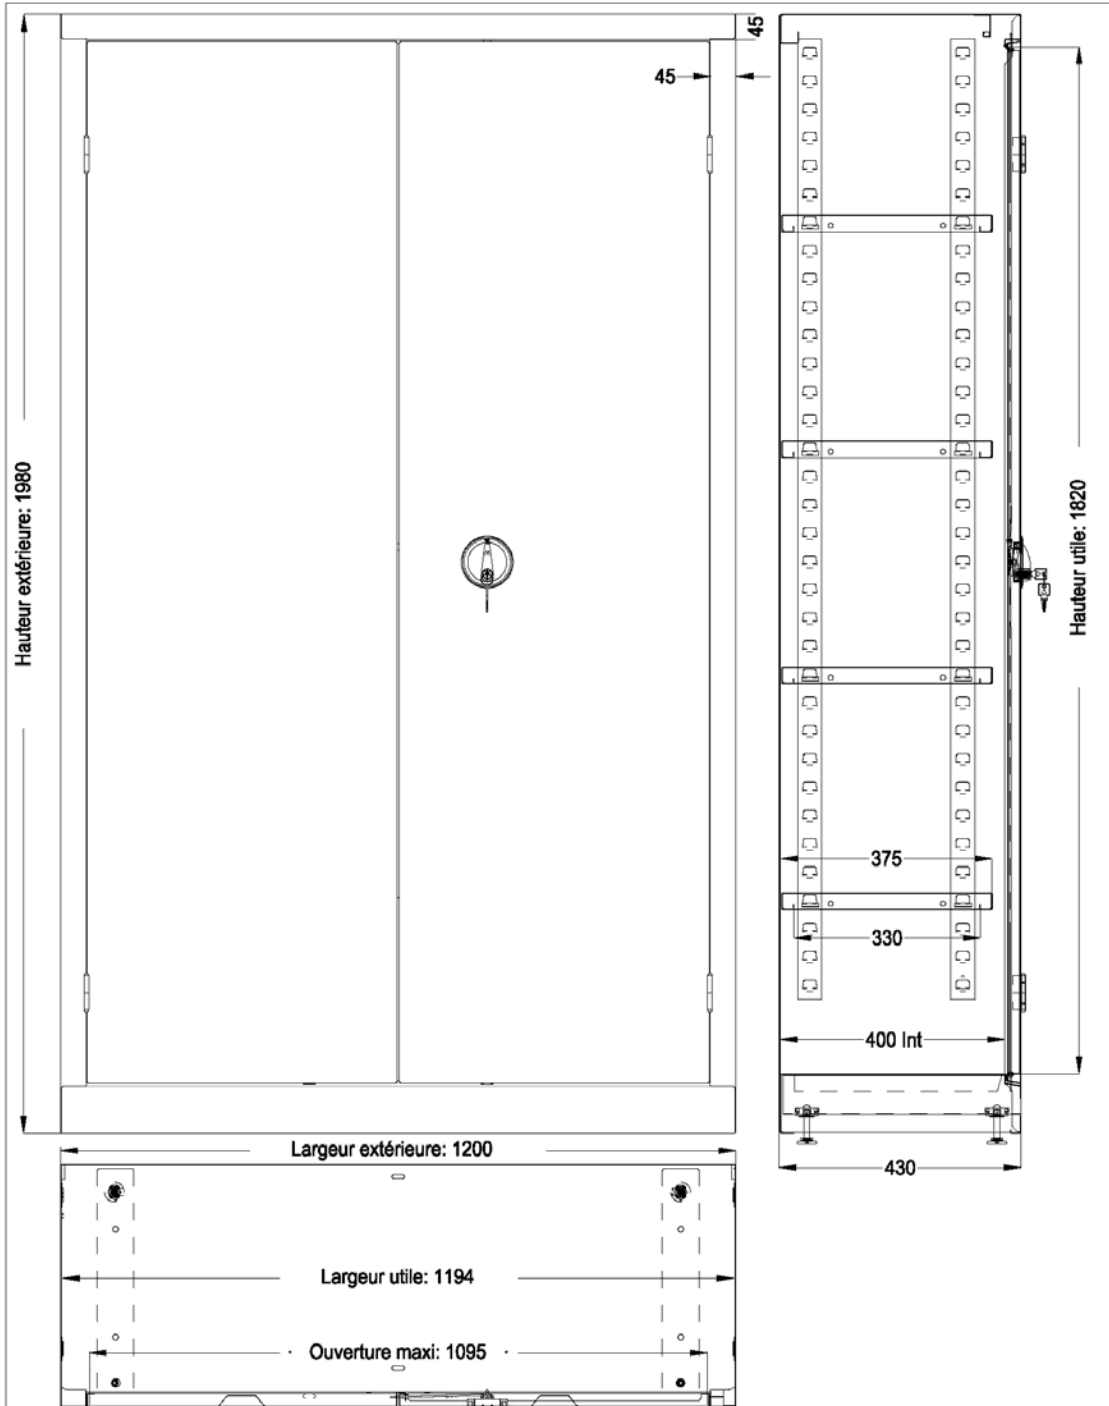 45
45
Hauteur extérieure: 1980
Hauteur utile: 1820
375
330
400 Int
Largeur extérieure: 1200
430
Largeur utile: 1194
Ouverture maxi: 1095